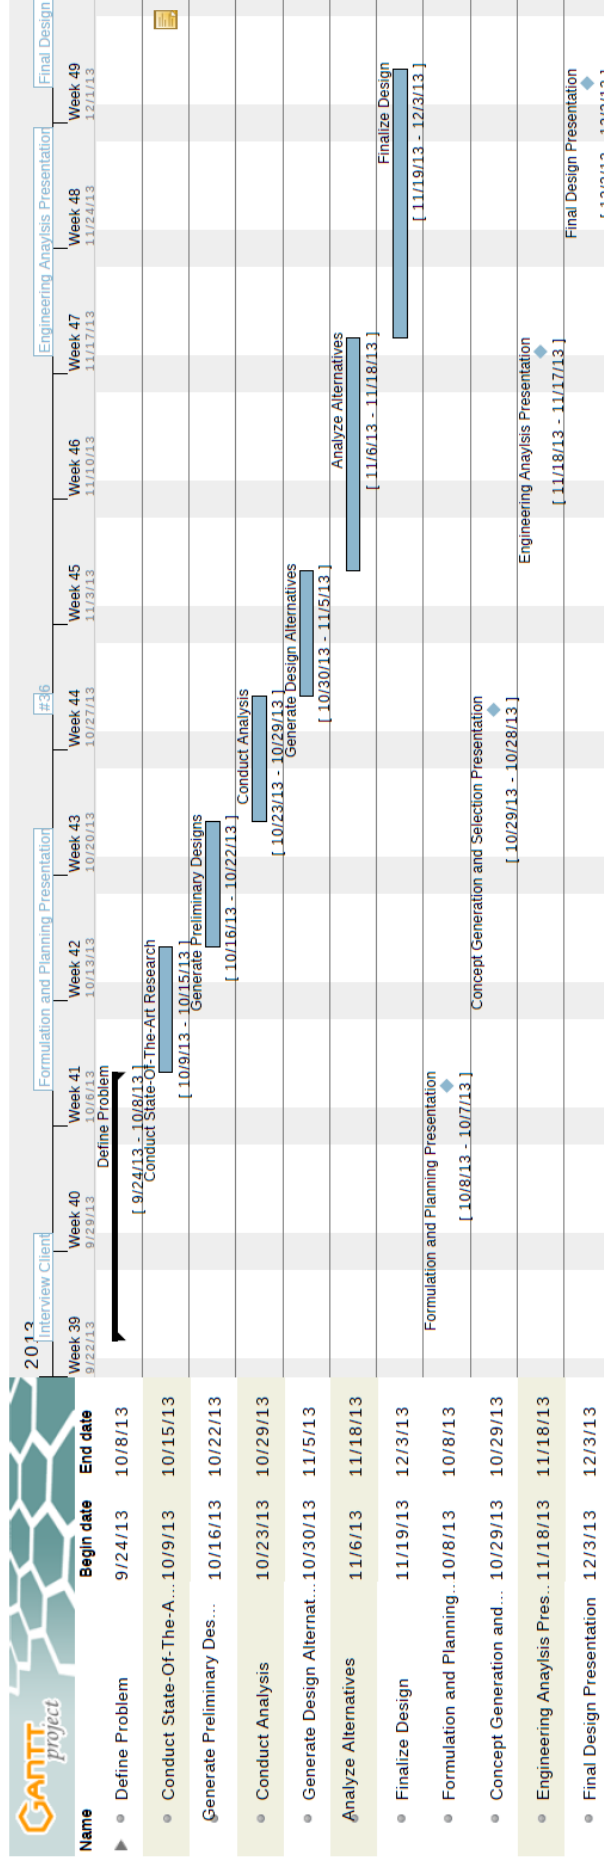 GANTT
project
2013
Interview Client
Formulation and Planning Presentation
#36
Engineering Anaylsis Presentation
Final Design
Name Begin date End date
Week 39 Week 40 Week 41 Week 42 Week 43 Week 44 Week 45 Week 46 Week 47 Week 48 Week 49
9/22/13 9/29/13 10/6/13 10/13/13 10/20/13 10/27/13 11/3/13 11/10/13 11/17/13 11/24/13 12/1/13
Define Problem 9/24/13 10/8/13
Define Problem
[ 9/24/13 - 10/8/13 ]
Conduct State-Of-The-A... 10/9/13 10/15/13
Conduct State-Of-The-Art Research
[ 10/9/13 - 10/15/13 ]
Generate Preliminary Des... 10/16/13 10/22/13
Generate Preliminary Designs
[ 10/16/13 - 10/22/13 ]
Conduct Analysis 10/23/13 10/29/13
Conduct Analysis
[ 10/23/13 - 10/29/13 ]
Generate Design Alternat... 10/30/13 11/5/13
Generate Design Alternatives
[ 10/30/13 - 11/5/13 ]
Analyze Alternatives 11/6/13 11/18/13
Analyze Alternatives
[ 11/6/13 - 11/18/13 ]
Finalize Design 11/19/13 12/3/13
Finalize Design
[ 11/19/13 - 12/3/13 ]
Formulation and Planning... 10/8/13 10/8/13
Formulation and Planning Presentation
[ 10/8/13 - 10/7/13 ]
Concept Generation and... 10/29/13 10/29/13
Concept Generation and Selection Presentation
[ 10/29/13 - 10/28/13 ]
Engineering Anaylsis Pres... 11/18/13 11/18/13
Engineering Anaylsis Presentation
[ 11/18/13 - 11/17/13 ]
Final Design Presentation 12/3/13 12/3/13
Final Design Presentation